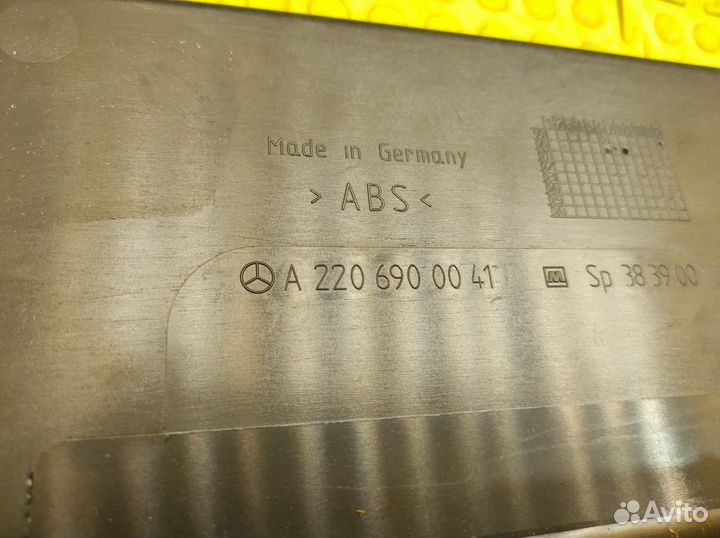 Made in Germany
> ABS <
A 220 690 00 41 M Sp 38 39 00
Avito